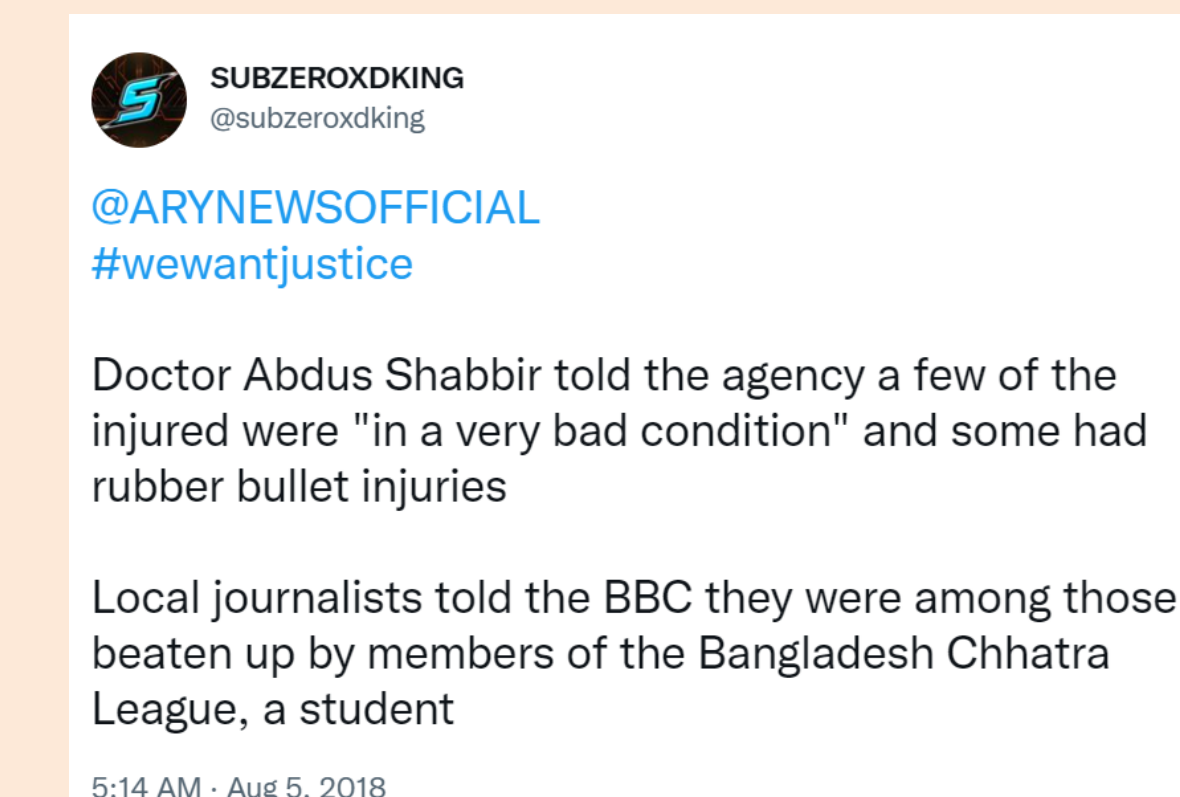 SUBZEROXDKING
@subzeroxdking
@ARYNEWSOFFICIAL
#wewantjustice
Doctor Abdus Shabbir told the agency a few of the
injured were "in a very bad condition" and some had
rubber bullet injuries
Local journalists told the BBC they were among those
beaten up by members of the Bangladesh Chhatra
League, a student
5:14 AM · Aug 5, 2018